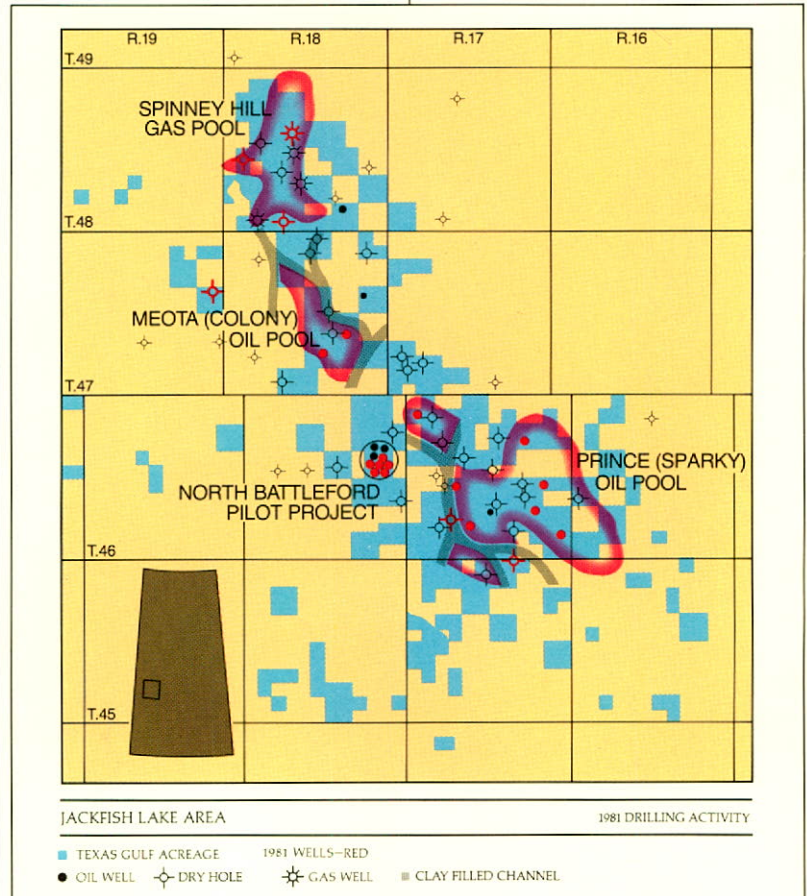 R.19 R.18 R.17 R.16
T.49
SPINNEY HILL
GAS POOL
T.48
MEOTA (COLONY)
OIL POOL
T.47
PRINCE (SPARKY)
OIL POOL
NORTH BATTLEFORD
PILOT PROJECT
T.46
T.45
JACKFISH LAKE AREA 1981 DRILLING ACTIVITY
TEXAS GULF ACREAGE 1981 WELLS–RED
OIL WELL DRY HOLE GAS WELL CLAY FILLED CHANNEL